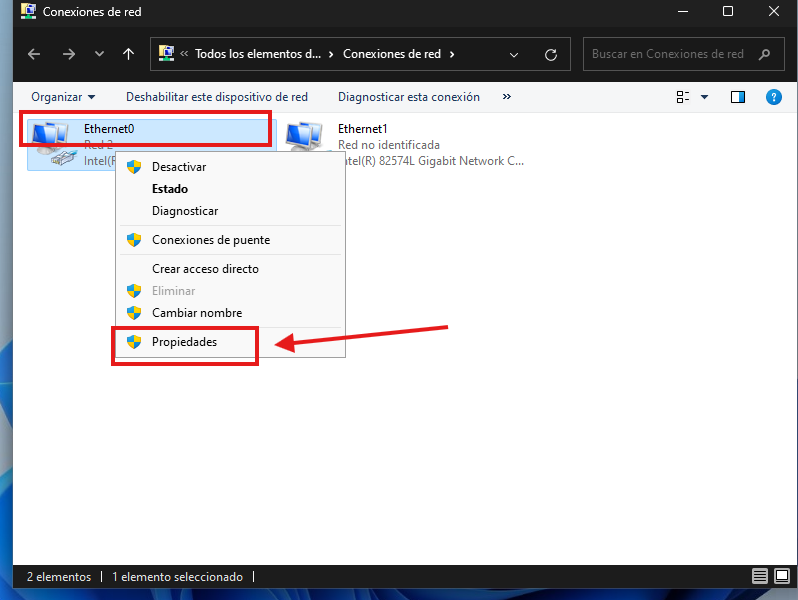 Conexiones de red
« Todos los elementos d... › Conexiones de red ›
Buscar en Conexiones de red
Organizar
Deshabilitar este dispositivo de red
Diagnosticar esta conexión
»
?
Ethernet0
Red 2
Intel(
Ethernet1
Red no identificada
Intel(R) 82574L Gigabit Network C...
Desactivar
Estado
Diagnosticar
Conexiones de puente
Crear acceso directo
Eliminar
Cambiar nombre
Propiedades
2 elementos | 1 elemento seleccionado |